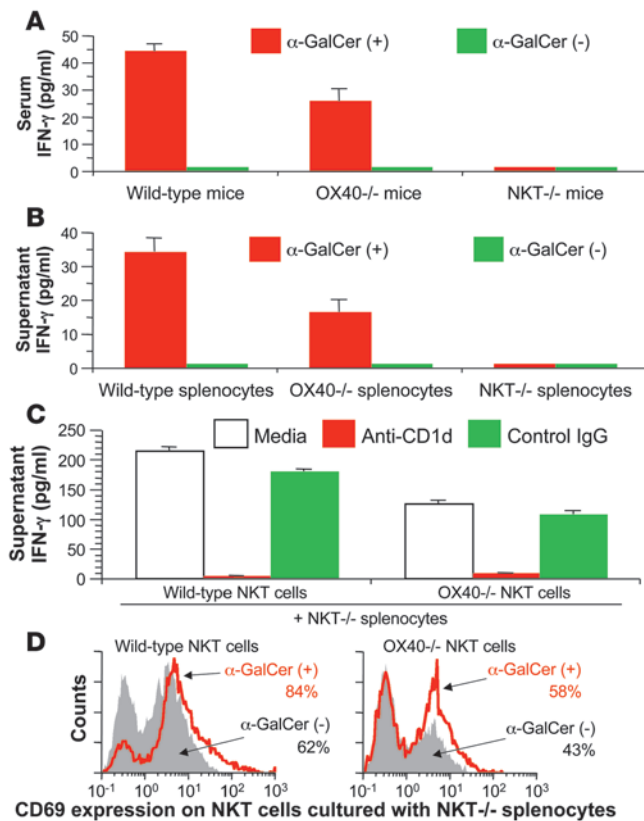 A
α-GalCer (+) α-GalCer (-)
Serum
IFN-γ (pg/ml)
50
40
30
20
10
0
Wild-type mice OX40-/- mice NKT-/- mice
B
α-GalCer (+) α-GalCer (-)
Supernatant
IFN-γ (pg/ml)
40
30
20
10
0
Wild-type splenocytes OX40-/- splenocytes NKT-/- splenocytes
C
Media Anti-CD1d Control IgG
Supernatant
IFN-γ (pg/ml)
250
200
150
100
50
0
Wild-type NKT cells OX40-/- NKT cells
+ NKT-/- splenocytes
D
Wild-type NKT cells OX40-/- NKT cells
Counts
α-GalCer (+)
84%
α-GalCer (-)
62%
α-GalCer (+)
58%
α-GalCer (-)
43%
10-1 100 101 102 103 10-1 100 101 102 103
CD69 expression on NKT cells cultured with NKT-/- splenocytes